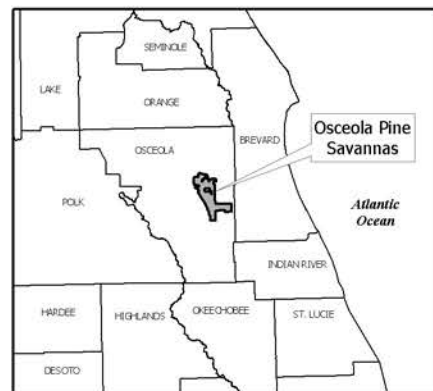 SEMINOLE
LAKE
ORANGE
Osceola Pine
Savannas
OSCEOLA
BREVARD
POLK
Atlantic
Ocean
INDIAN RIVER
HARDEE
HIGHLANDS
OKEECHOBEE
ST. LUCIE
DESOTO